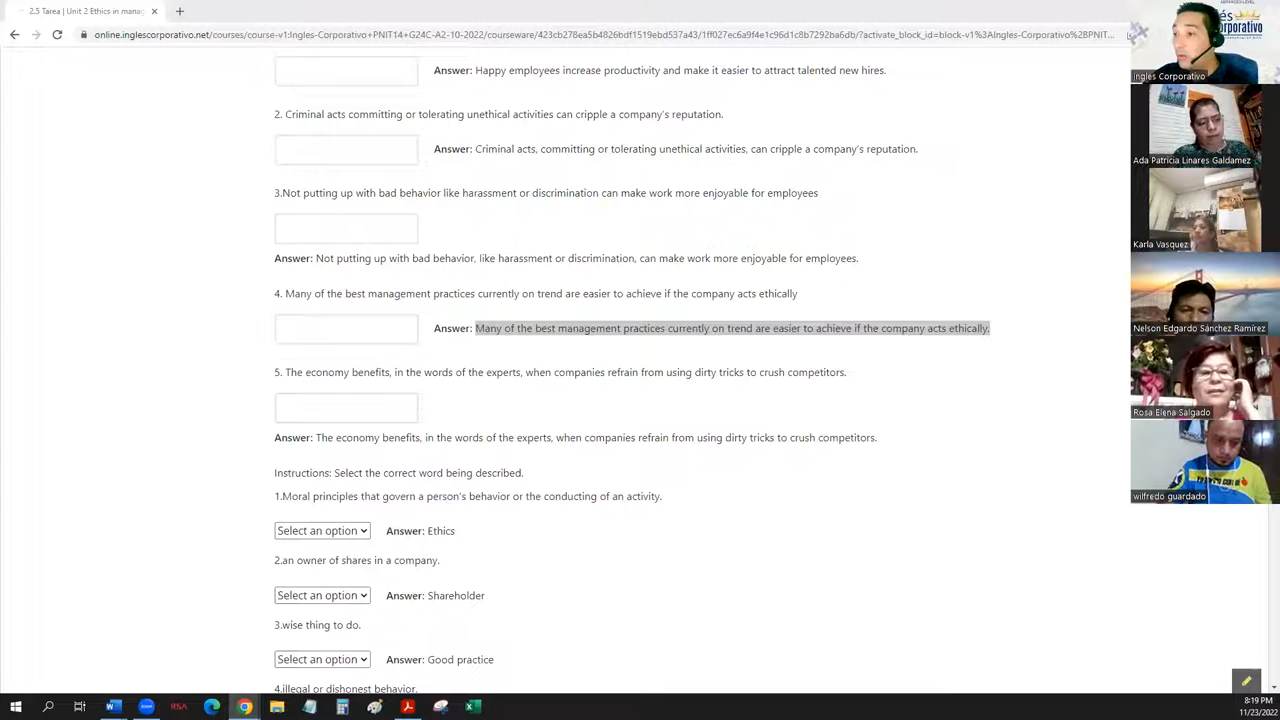 2.5 Tarea | Unit 2 Ethics in mana
online.inglescorporativo.net/courses/course-v1:Ingles-Corporativo+PNIT14+G24C-A2-10-2022/courseware/
ADVANCED LEVEL
Answer: Happy employees increase productivity and make it easier to attract talented new hires.
Inglés Corporativo
2. Criminal acts committing or tolerating unethical activities can cripple a company's reputation.
Answer: Criminal acts, committing or tolerating unethical activities, can cripple a company's reputation.
Ada Patricia Linares Galdamez
3.Not putting up with bad behavior like harassment or discrimination can make work more enjoyable for employees
Karla Vasquez
Answer: Not putting up with bad behavior, like harassment or discrimination, can make work more enjoyable for employees.
4. Many of the best management practices currently on trend are easier to achieve if the company acts ethically
Answer: Many of the best management practices currently on trend are easier to achieve if the company acts ethically.
Nelson Edgardo Sánchez Ramírez
5. The economy benefits, in the words of the experts, when companies refrain from using dirty tricks to crush competitors.
Rosa Elena Salgado
Answer: The economy benefits, in the words of the experts, when companies refrain from using dirty tricks to crush competitors.
Instructions: Select the correct word being described.
1.Moral principles that govern a person's behavior or the conducting of an activity.
wilfredo guardado
Select an option Answer: Ethics
2.an owner of shares in a company.
Select an option Answer: Shareholder
3.wise thing to do.
Select an option Answer: Good practice
4.illegal or dishonest behavior.
8:19 PM
11/23/2022